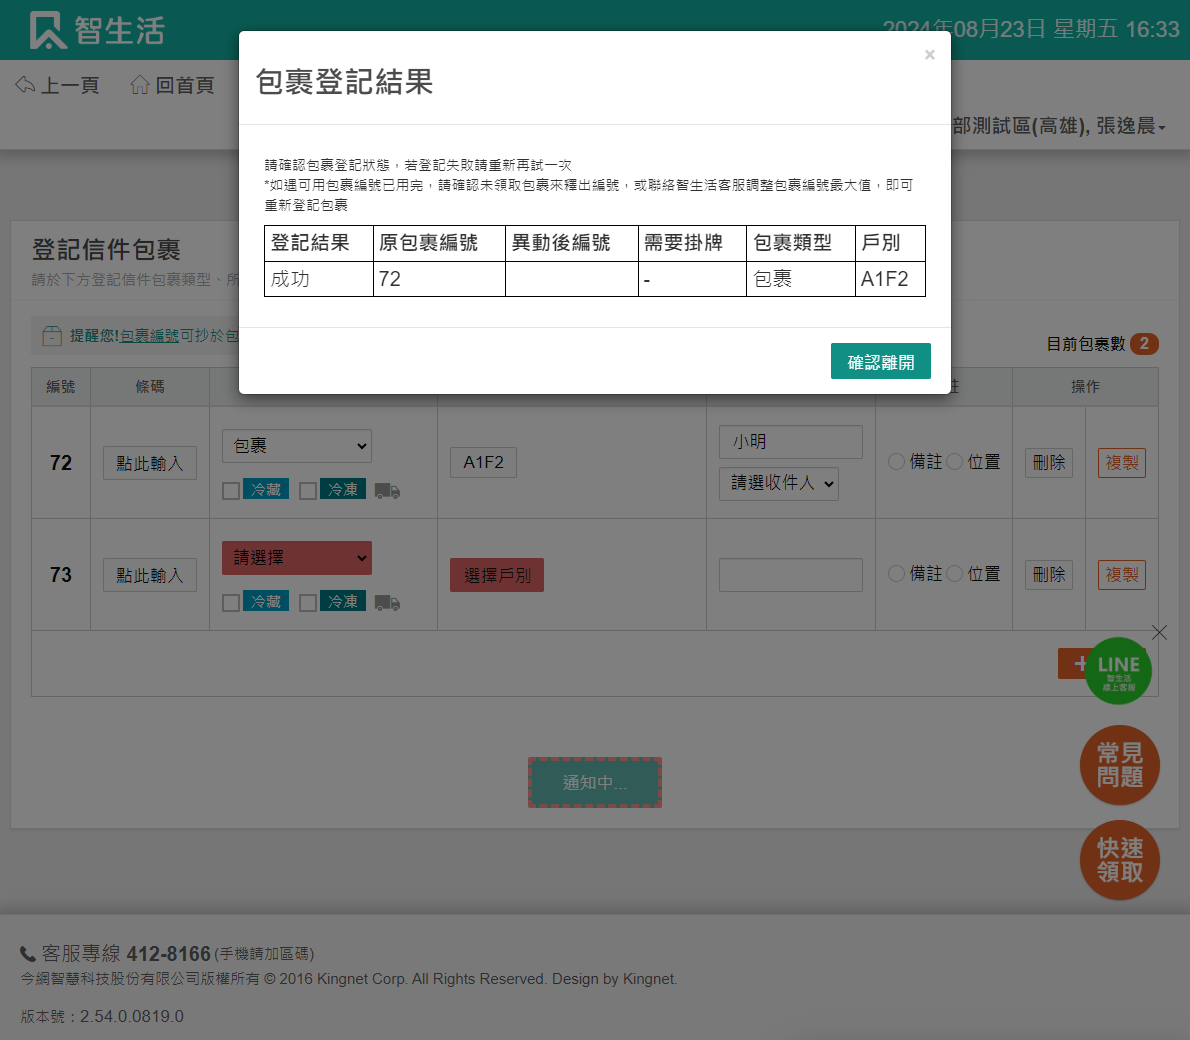 智生活
2024年08月23日 星期五 16:33
上一頁
回首頁
部測試區(高雄), 張逸晨
×
包裹登記結果
請確認包裹登記狀態，若登記失敗請重新再試一次
*如遇可用包裹編號已用完，請確認未領取包裹來釋出編號，或聯絡智生活客服調整包裹編號最大值，即可
重新登記包裹
登記結果 原包裹編號 異動後編號 需要掛牌 包裹類型 戶別
成功 72 - 包裹 A1F2
確認離開
登記信件包裹
請於下方登記信件包裹類型、所
提醒您!包裹編號可抄於包
目前包裹數 2
編號 條碼 註 操作
72 點此輸入 包裹 冷藏 冷凍 A1F2 小明 請選收件人 備註 位置 刪除 複製
73 點此輸入 請選擇 冷藏 冷凍 選擇戶別 備註 位置 刪除 複製
+
LINE
智生活
線上客服
通知中...
常見
問題
快速
領取
客服專線 412-8166 (手機請加區碼)
今網智慧科技股份有限公司版權所有 © 2016 Kingnet Corp. All Rights Reserved. Design by Kingnet.
版本號：2.54.0.0819.0